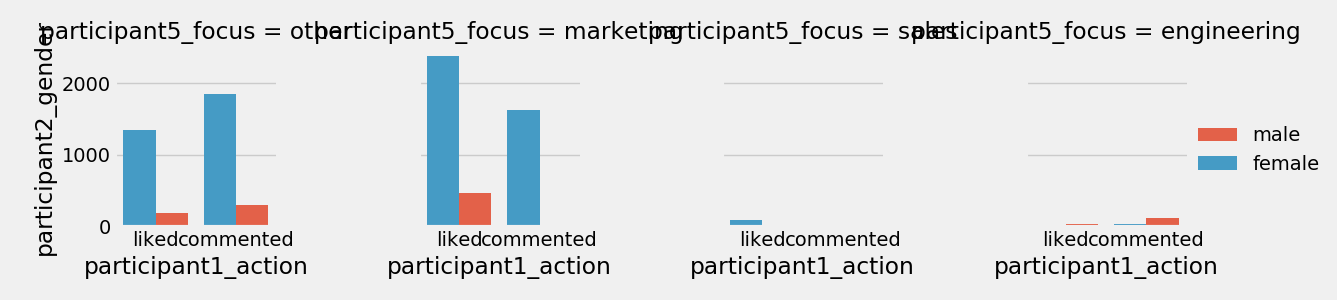 participant5_focus = other
participant5_focus = marketing
participant5_focus = sales
participant5_focus = engineering
participant2_gender
2000
1000
0
liked commented
liked commented
liked commented
liked commented
participant1_action
participant1_action
participant1_action
participant1_action
male
female